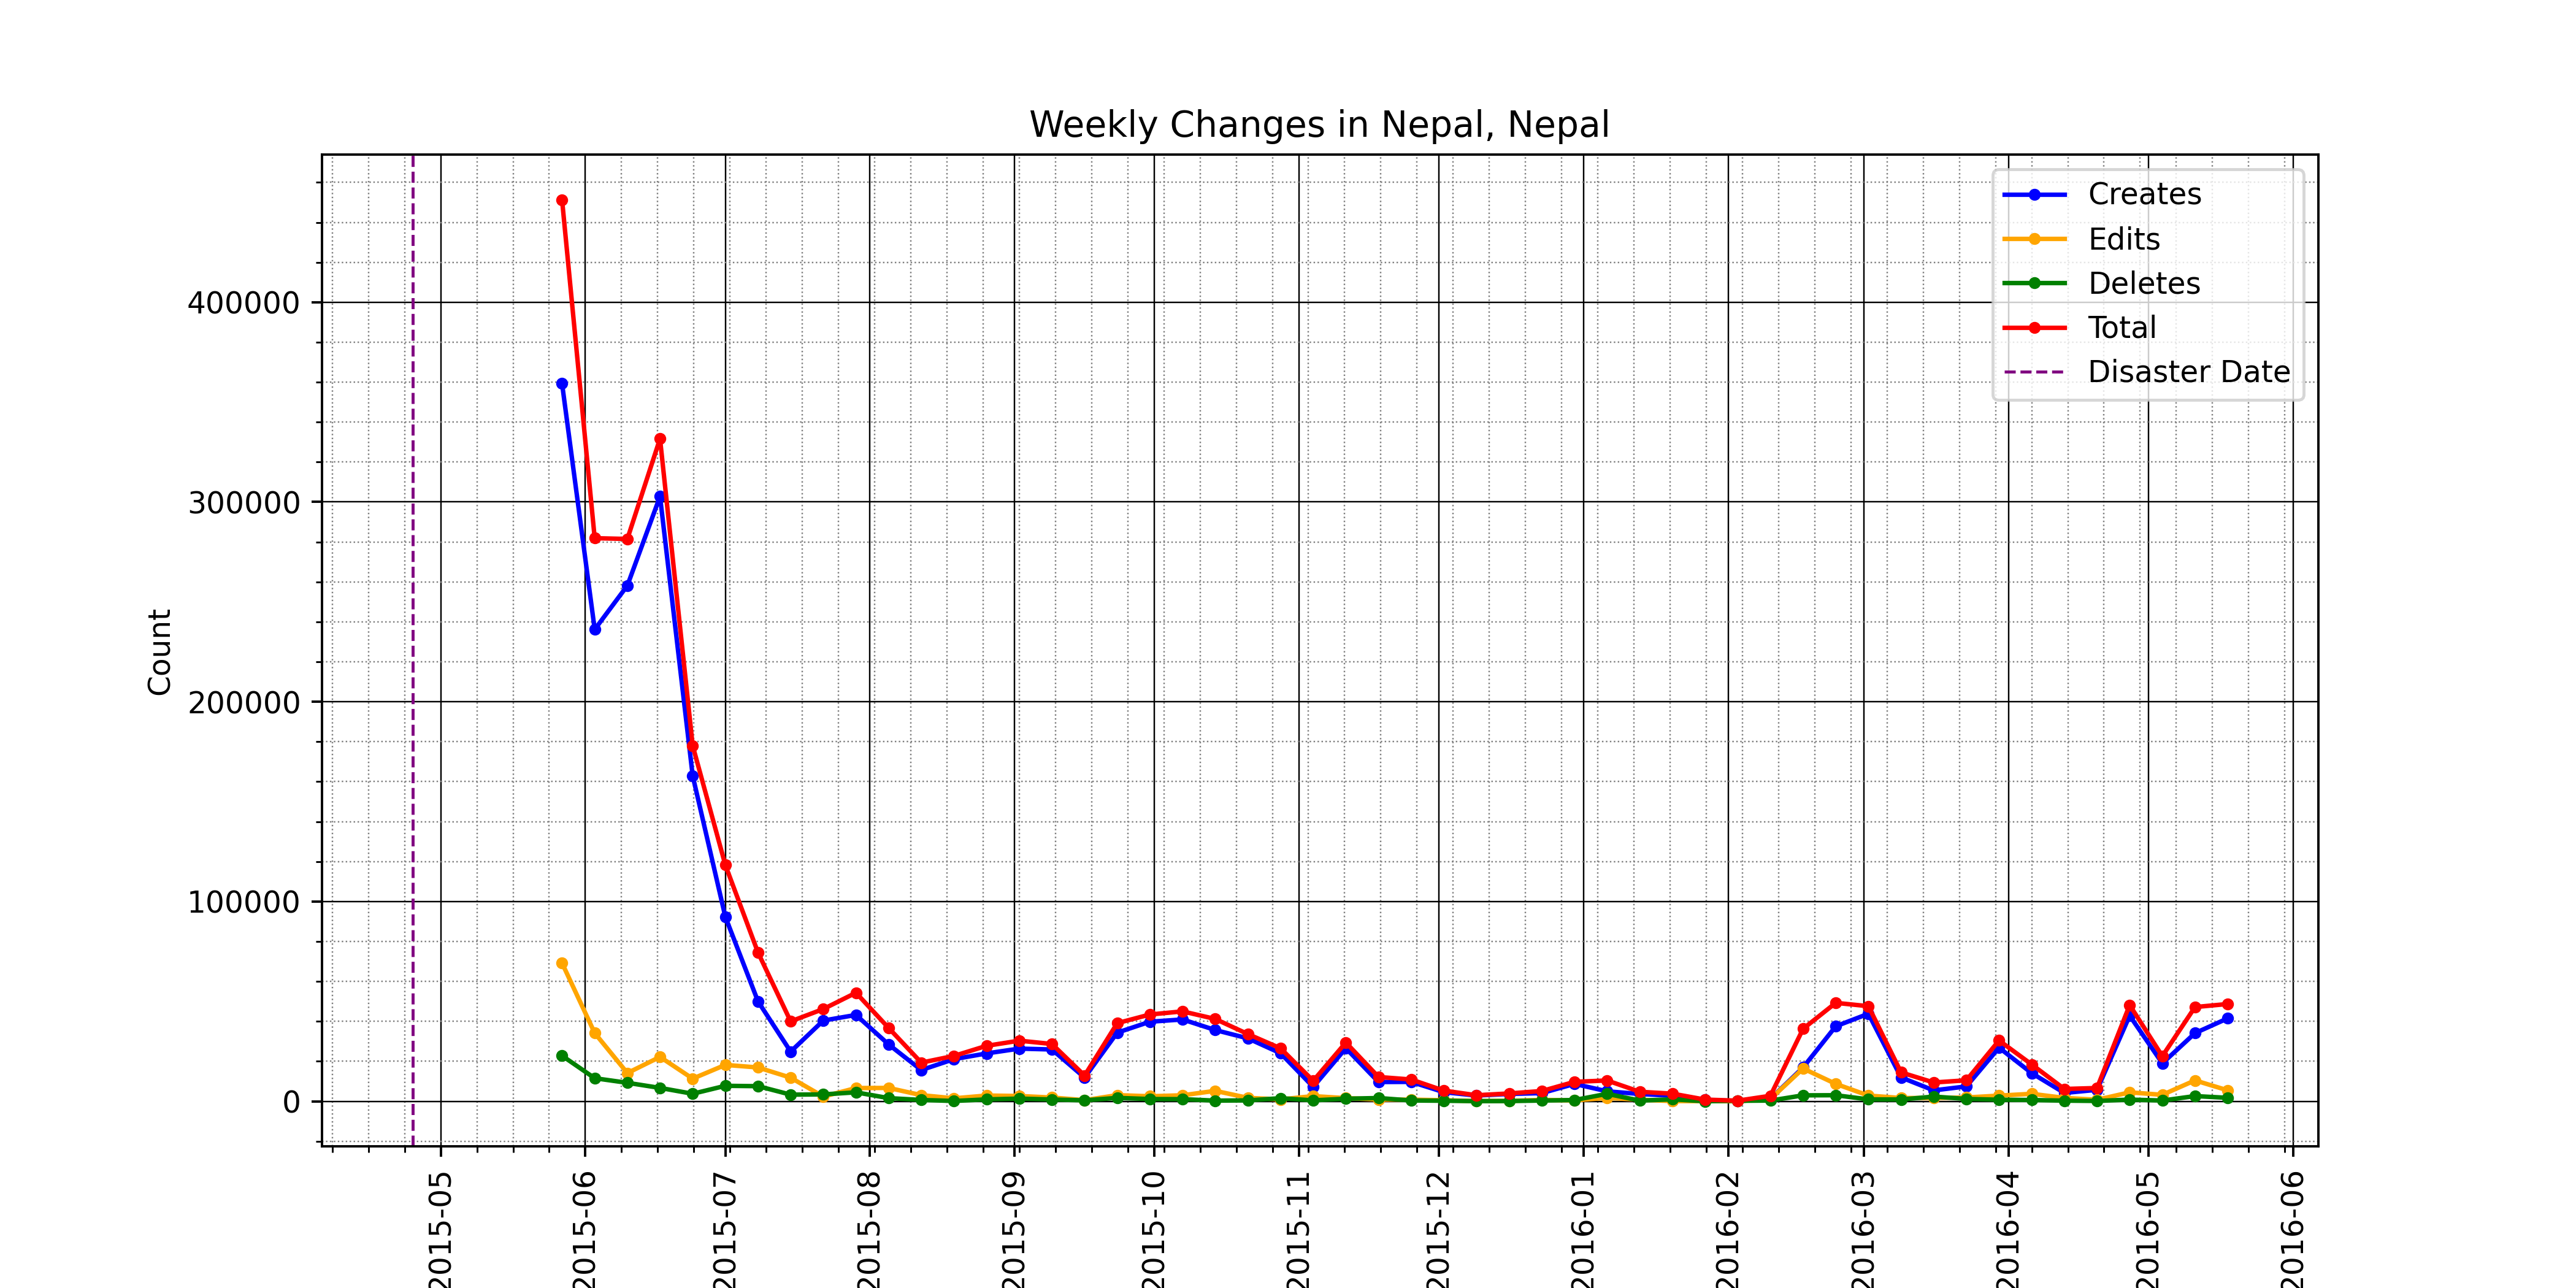 Weekly Changes in Nepal, Nepal
Creates
Edits
Deletes
Total
Disaster Date
Count
400000
300000
200000
100000
0
2015-05
2015-06
2015-07
2015-08
2015-09
2015-10
2015-11
2015-12
2016-01
2016-02
2016-03
2016-04
2016-05
2016-06